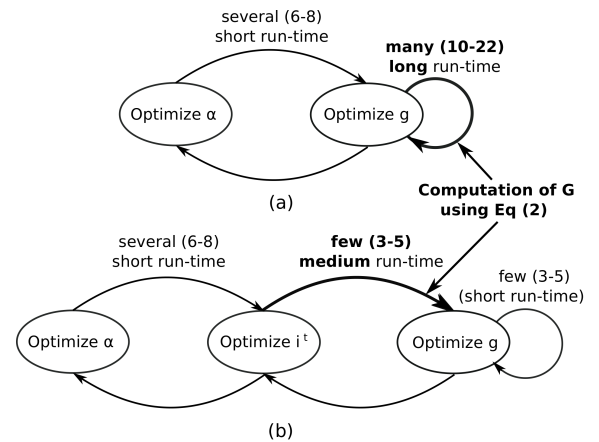 several (6-8)
short run-time
many (10-22)
long run-time
Optimize α
Optimize g
Computation of G
using Eq (2)
(a)
several (6-8)
short run-time
few (3-5)
medium run-time
few (3-5)
(short run-time)
Optimize α
Optimize i t
Optimize g
(b)